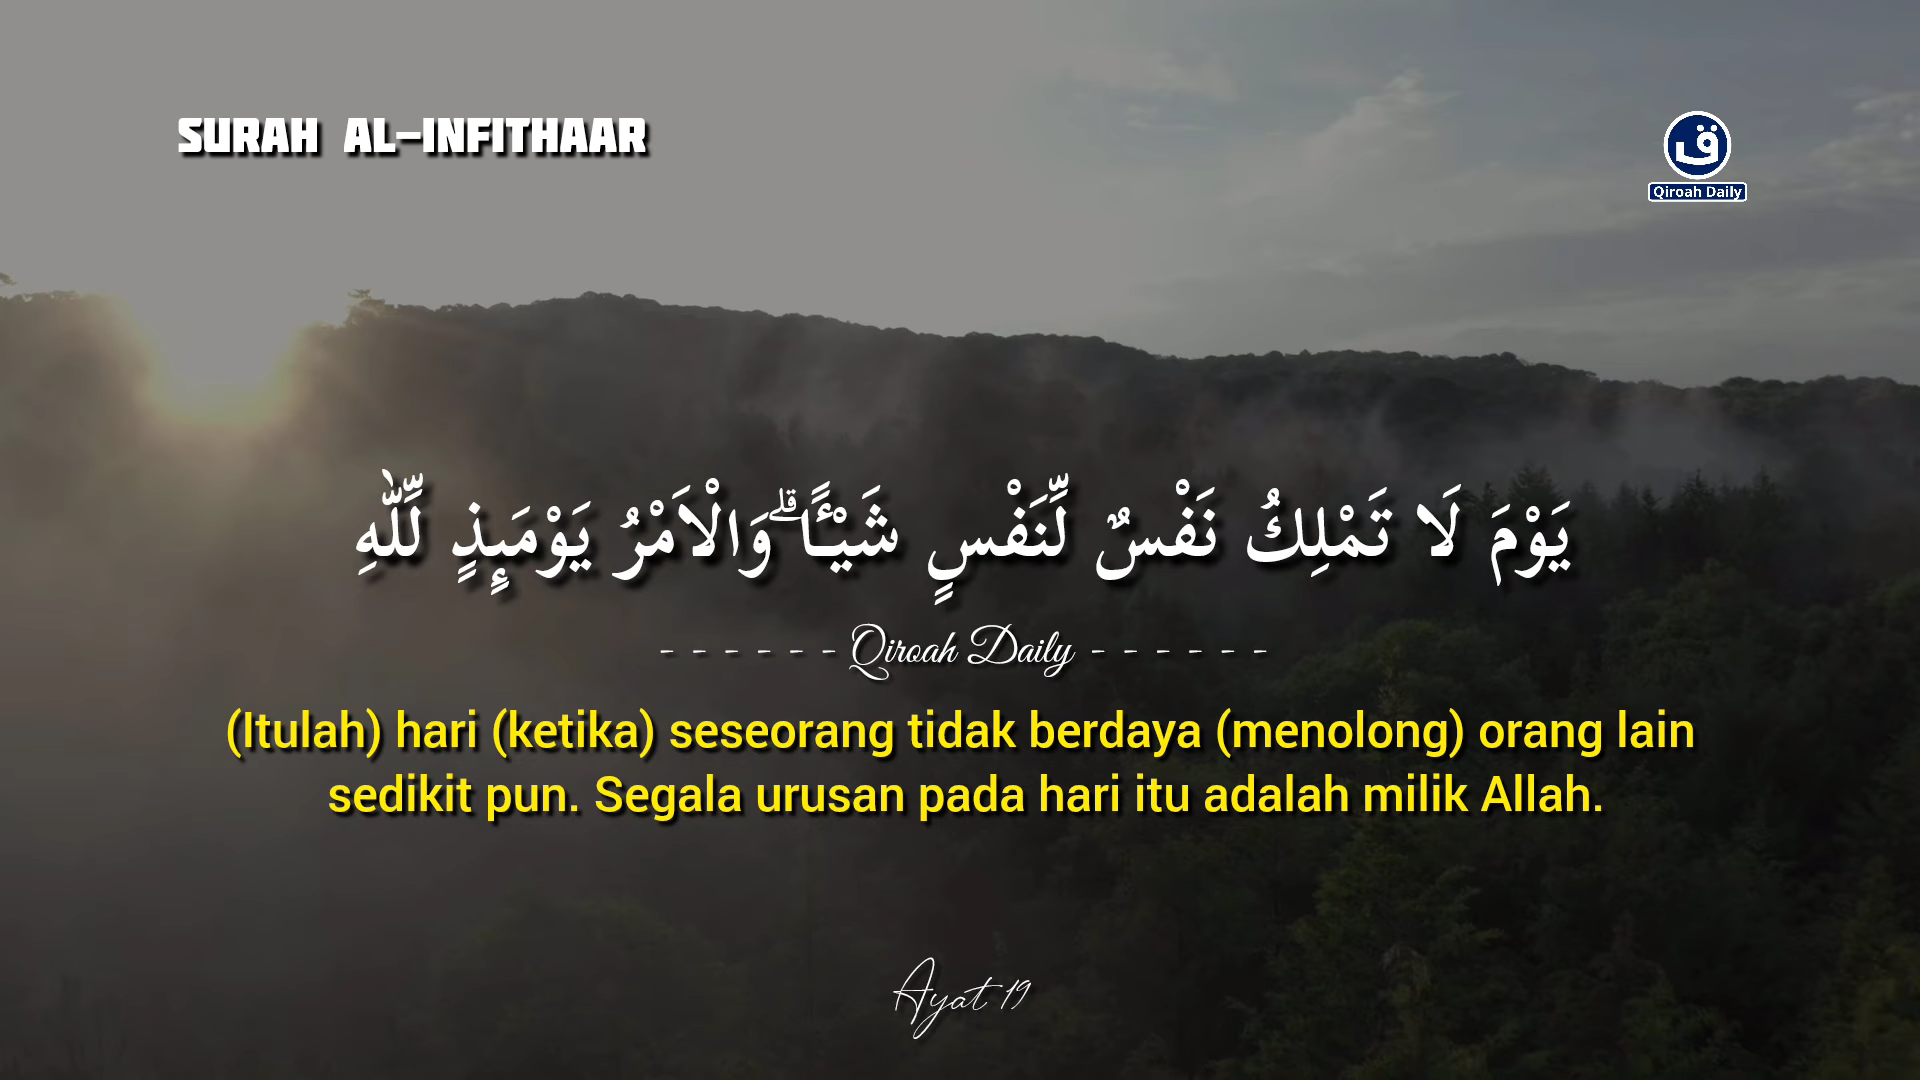 SURAH AL-INFITHAAR
ق
Qiroah Daily
يَوْمَ لَا تَمْلِكُ نَفْسٌ لِّنَفْسٍ شَيْـًٔا ۗوَالْاَمْرُ يَوْمَىِٕذٍ لِّلّٰهِ
- - - - - - Qiroah Daily - - - - - -
(Itulah) hari (ketika) seseorang tidak berdaya (menolong) orang lain
sedikit pun. Segala urusan pada hari itu adalah milik Allah.
Ayat 19